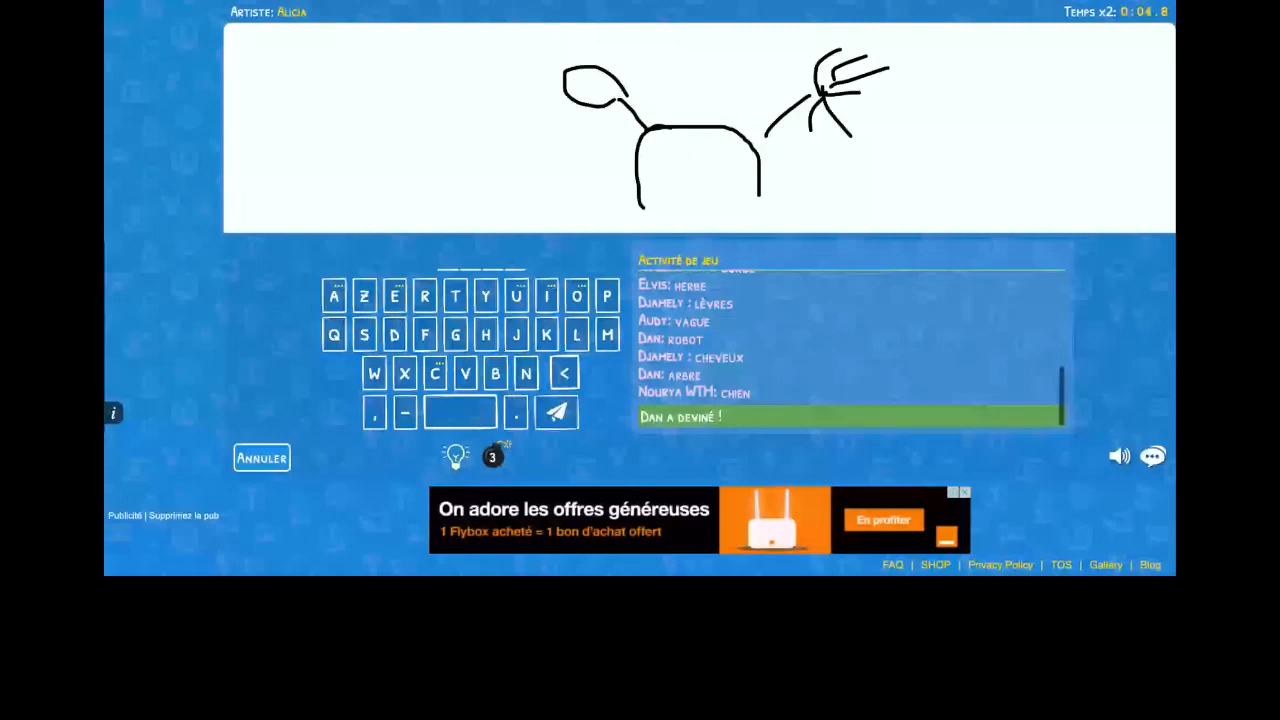 Artiste: Alicia
Temps x2: 0:04.8
Activité de jeu
Elvis: herbe
Djamely : lèvres
Audy: vague
Dan: robot
Djamely : cheveux
Dan: arbre
Nourya WTM: chien
Dan a deviné !
A Z E R T Y U I O P
Q S D F G H J K L M
W X C V B N <
, - .
i
Annuler
3
Publicité | Supprimez la pub
On adore les offres généreuses
1 Flybox acheté = 1 bon d'achat offert
En profiter
FAQ | SHOP | Privacy Policy | TOS | Gallery | Blog